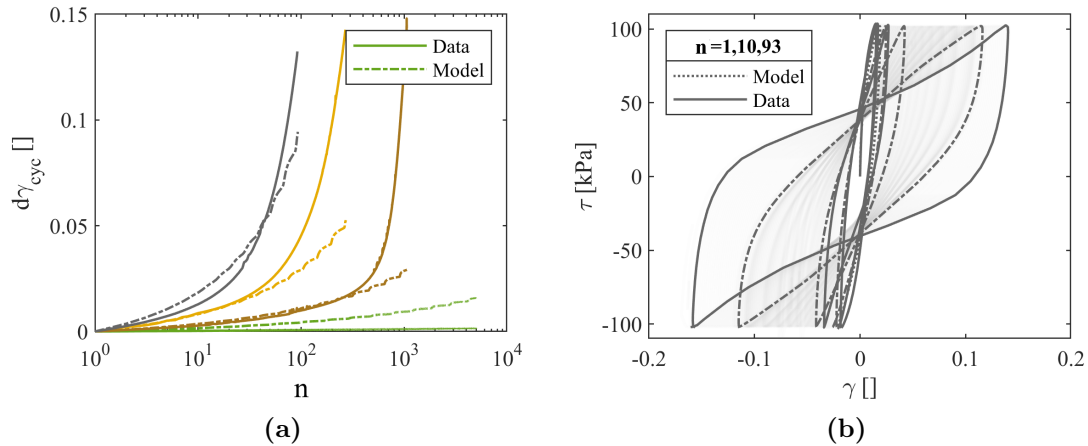 0.15
0.1
0.05
0
dγcyc []
Data
Model
10^0
10^1
10^2
10^3
10^4
n
(a)
100
50
0
-50
-100
τ [kPa]
n =1,10,93
Model
Data
-0.2
-0.1
0
0.1
0.2
γ []
(b)